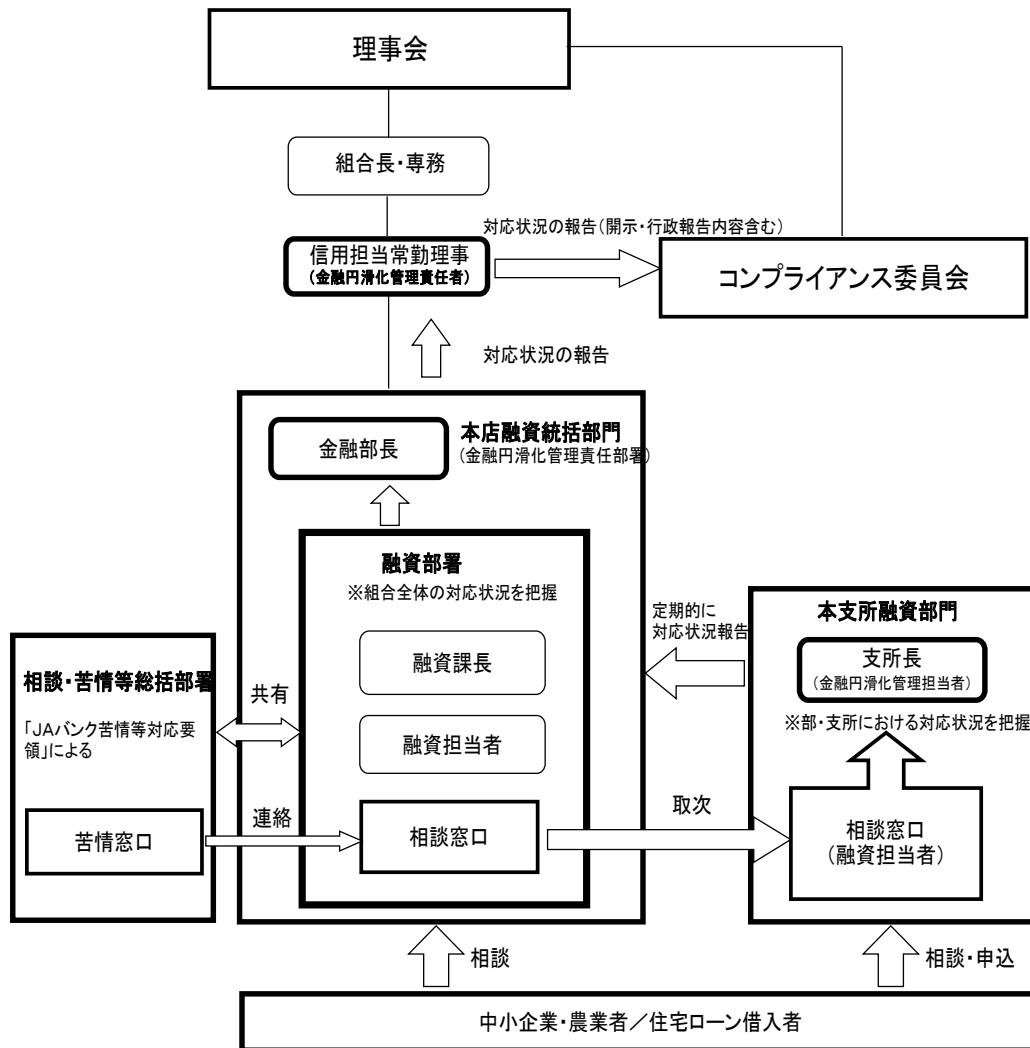 理事会
組合長・専務
対応状況の報告（開示・行政報告内容含む）
信用担当常勤理事
（金融円滑化管理責任者）
コンプライアンス委員会
対応状況の報告
金融部長
本店融資統括部門
（金融円滑化管理責任部署）
融資部署
※組合全体の対応状況を把握
融資課長
融資担当者
相談窓口
定期的に
対応状況報告
本支所融資部門
支所長
（金融円滑化管理担当者）
※部・支所における対応状況を把握
相談窓口
（融資担当者）
相談・苦情等総括部署
「JAバンク苦情等対応要
領」による
苦情窓口
共有
連絡
取次
相談
相談・申込
中小企業・農業者／住宅ローン借入者